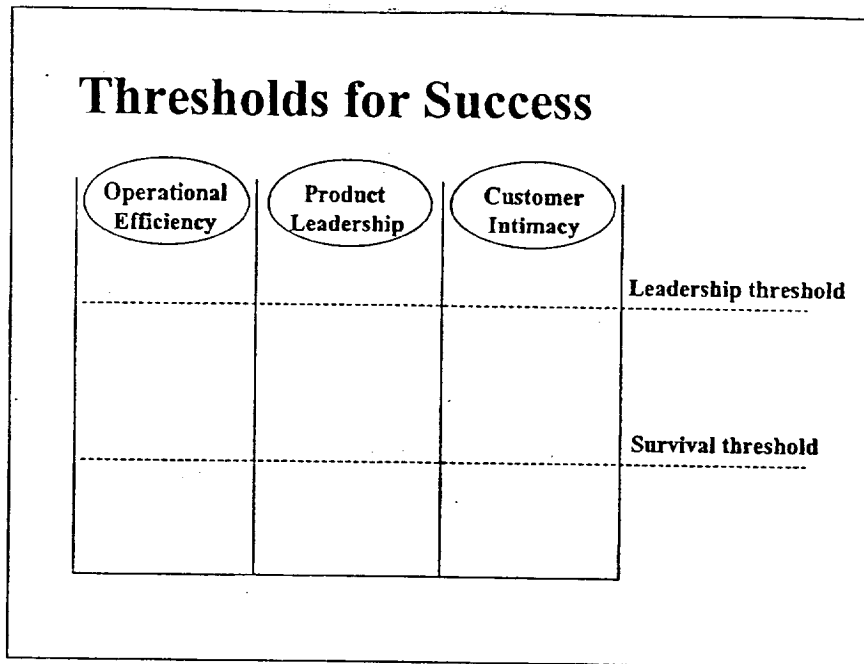 Thresholds for Success
Operational
Efficiency
Product
Leadership
Customer
Intimacy
Leadership threshold
Survival threshold